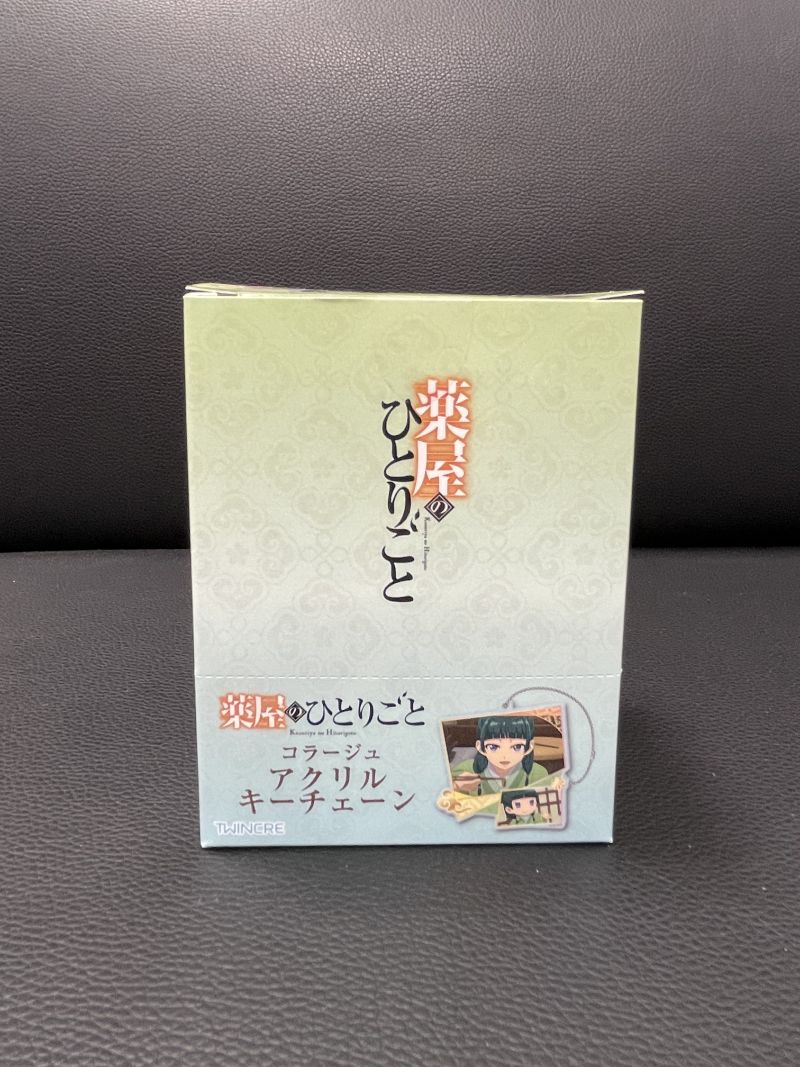 薬屋の
ひとりごと
Kusuriya no Hitorigoto
薬屋のひとりごと
Kusuriya no Hitorigoto
コラージュ
アクリル
キーチェーン
TWINCRE